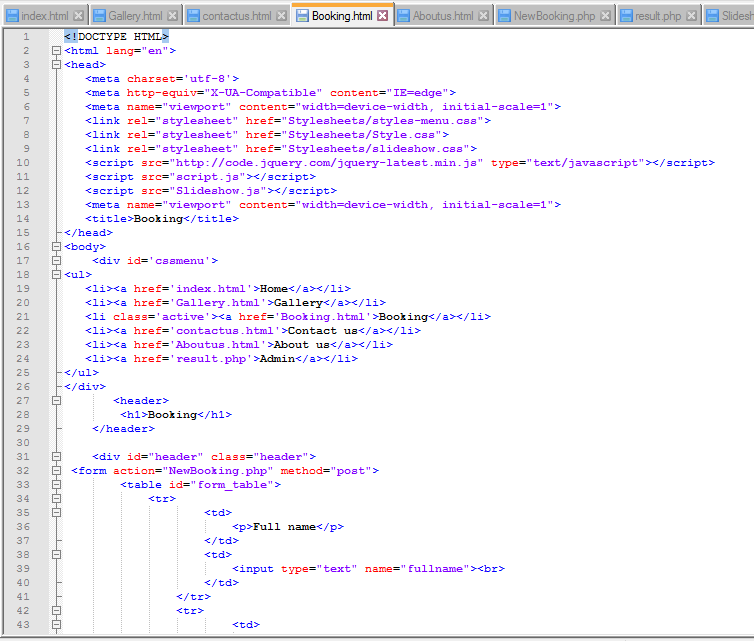 index.html Gallery.html contactus.html Booking.html Aboutus.html NewBooking.php result.php
1 <!DOCTYPE HTML>
2 <html lang="en">
3 <head>
4 <meta charset='utf-8'>
5 <meta http-equiv="X-UA-Compatible" content="IE=edge">
6 <meta name="viewport" content="width=device-width, initial-scale=1">
7 <link rel="stylesheet" href="Stylesheets/styles-menu.css">
8 <link rel="stylesheet" href="Stylesheets/Style.css">
9 <link rel="stylesheet" href="Stylesheets/slideshow.css">
10 <script src="http://code.jquery.com/jquery-latest.min.js" type="text/javascript"></script>
11 <script src="script.js"></script>
12 <script src="Slideshow.js"></script>
13 <meta name="viewport" content="width=device-width, initial-scale=1">
14 <title>Booking</title>
15 </head>
16 <body>
17 <div id='cssmenu'>
18 <ul>
19 <li><a href='index.html'>Home</a></li>
20 <li><a href='Gallery.html'>Gallery</a></li>
21 <li class='active'><a href='Booking.html'>Booking</a></li>
22 <li><a href='contactus.html'>Contact us</a></li>
23 <li><a href='Aboutus.html'>About us</a></li>
24 <li><a href='result.php'>Admin</a></li>
25 </ul>
26 </div>
27 <header>
28 <h1>Booking</h1>
29 </header>
30
31 <div id="header" class="header">
32 <form action="NewBooking.php" method="post">
33 <table id="form_table">
34 <tr>
35 <td>
36 <p>Full name</p>
37 </td>
38 <td>
39 <input type="text" name="fullname"><br>
40 </td>
41 </tr>
42 <tr>
43 <td>